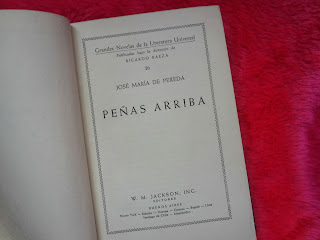 Grandes Novelas de la Literatura Universal
Publicadas bajo la dirección de
RICARDO BAEZA
JOSÉ MARÍA DE PEREDA
PEÑAS ARRIBA
W. M. JACKSON, INC.
EDITORES
BUENOS AIRES